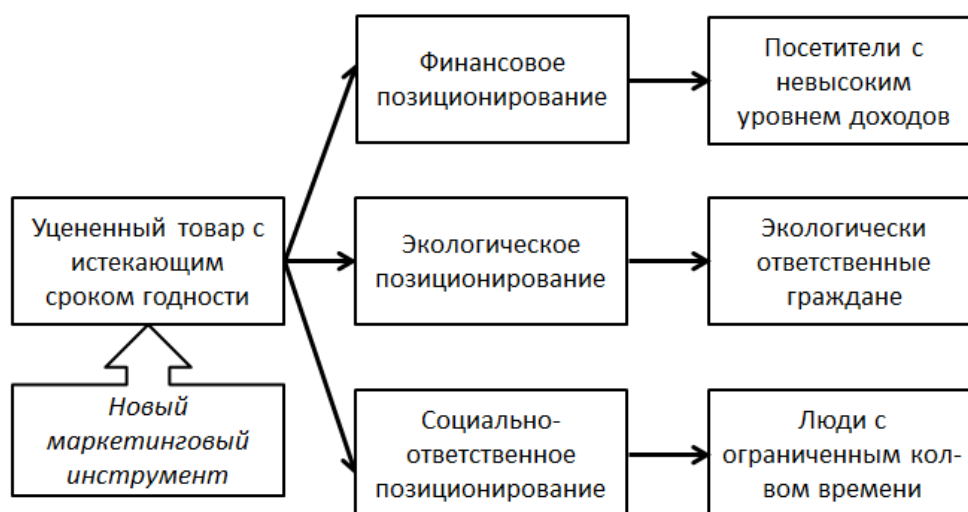 Финансовое
позиционирование
Посетители с
невысоким
уровнем доходов
Уцененный товар с
истекающим
сроком годности
Экологическое
позиционирование
Экологически
ответственные
граждане
Новый
маркетинговый
инструмент
Социально-
ответственное
позиционирование
Люди с
ограниченным кол-
вом времени